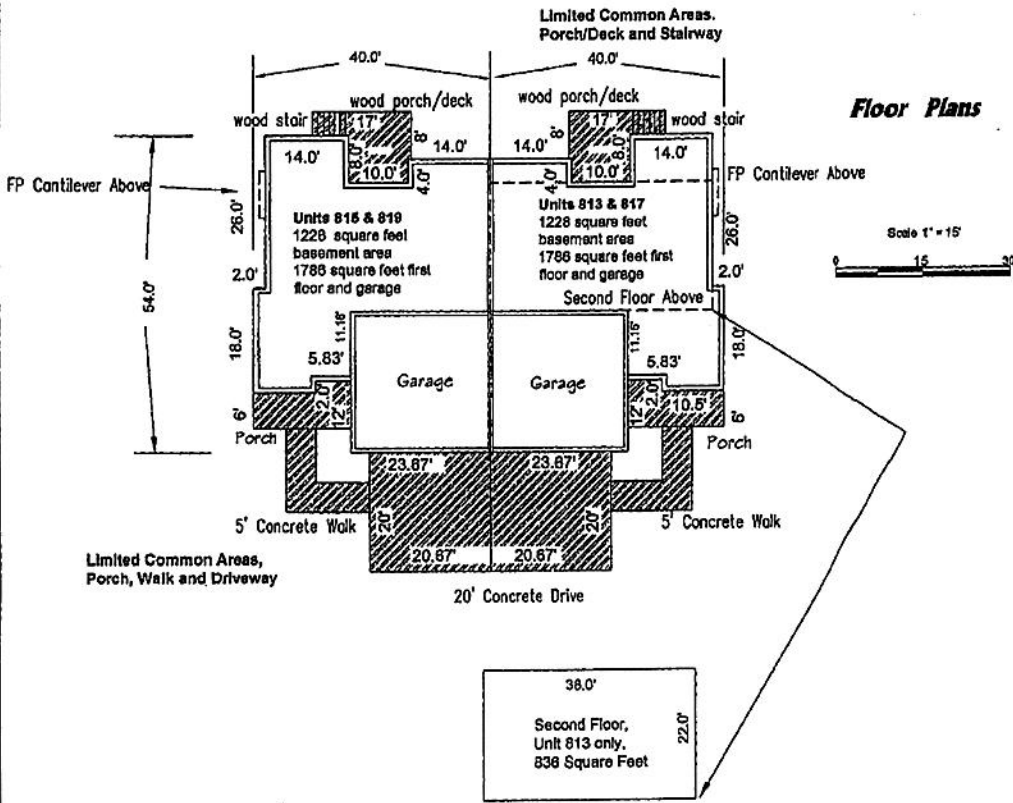 Limited Common Areas.
Porch/Deck and Stairway
40.0'
40.0'
wood porch/deck
wood porch/deck
Floor Plans
wood stair
17'
8'
17'
8'
wood stair
14.0'
8.0'
14.0'
14.0'
8.0'
14.0'
10.0'
4.0'
4.0'
10.0'
FP Cantilever Above
FP Cantilever Above
26.0'
Units 815 & 819
1228 square feet
basement area
1786 square feet first
floor and garage
Units 813 & 817
1228 square feet
basement area
1786 square feet first
floor and garage
26.0'
Scale 1" = 15'
0 15 30
54.0'
2.0'
2.0'
Second Floor Above
18.0'
11.16'
11.16'
18.0'
5.83'
5.83'
Garage
Garage
2.0'
12'
12'
2.0'
10.5'
6'
6'
Porch
Porch
23.67'
23.67'
5' Concrete Walk
20'
20'
5' Concrete Walk
20.67'
20.67'
Limited Common Areas,
Porch, Walk and Driveway
20' Concrete Drive
38.0'
Second Floor,
Unit 813 only,
836 Square Feet
22.0'